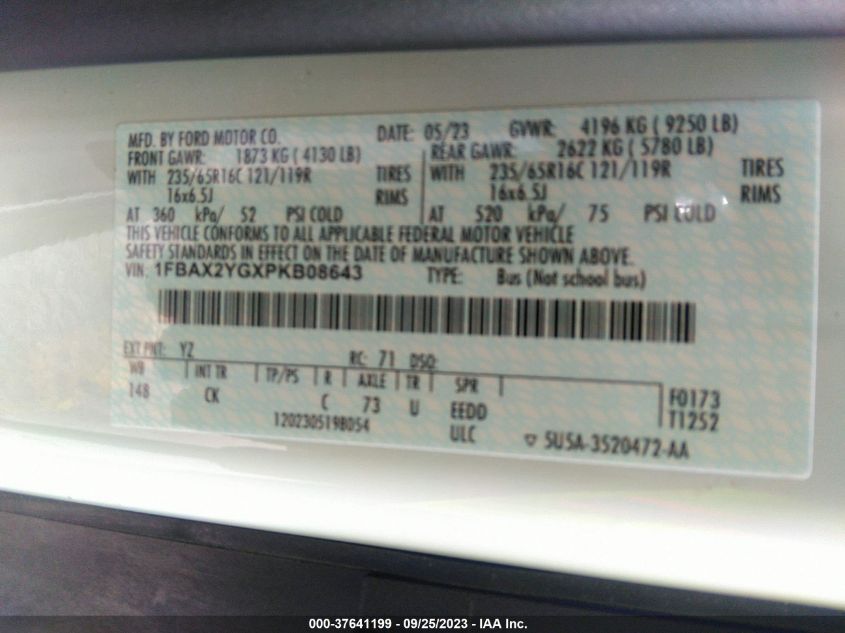 MFD. BY FORD MOTOR CO. DATE: 05/23 GVWR: 4196 KG ( 9250 LB)
FRONT GAWR: 1873 KG ( 4130 LB) REAR GAWR: 2622 KG ( 5780 LB)
WITH 235/65R16C 121/119R TIRES WITH 235/65R16C 121/119R TIRES
16x6.5J RIMS 16x6.5J RIMS
AT 360 kPa/ 52 PSI COLD AT 520 kPa/ 75 PSI COLD
THIS VEHICLE CONFORMS TO ALL APPLICABLE FEDERAL MOTOR VEHICLE
SAFETY STANDARDS IN EFFECT ON THE DATE OF MANUFACTURE SHOWN ABOVE.
VIN: 1FBAX2YGXPKB08643 TYPE: Bus (Not school bus)
EXT PNT: YZ RC: 71 DSO:
WB INT TR TP/PS R AXLE TR SPR F0173
148 CK C 73 U EEDD T1252
120230519B054 ULC 5U5A-3520472-AA
000-37641199 - 09/25/2023 - IAA Inc.